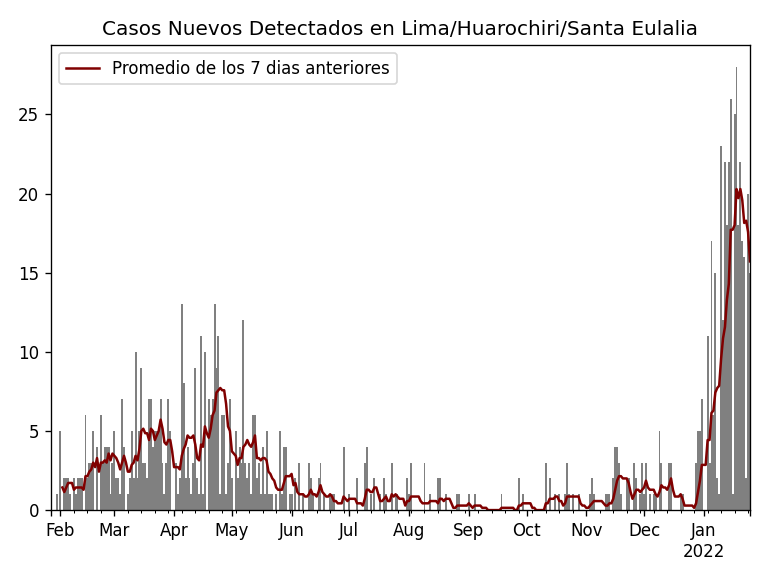 Casos Nuevos Detectados en Lima/Huarochiri/Santa Eulalia
Promedio de los 7 dias anteriores
25
20
15
10
5
0
Feb Mar Apr May Jun Jul Aug Sep Oct Nov Dec Jan
2022